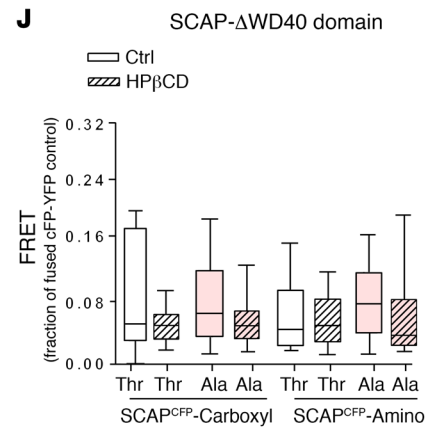 J
SCAP-ΔWD40 domain
Ctrl
HPβCD
FRET
(fraction of fused cFP-YFP control)
0.32
0.24
0.16
0.08
0.00
Thr Thr Ala Ala Thr Thr Ala Ala
SCAPCFP-Carboxyl SCAPCFP-Amino